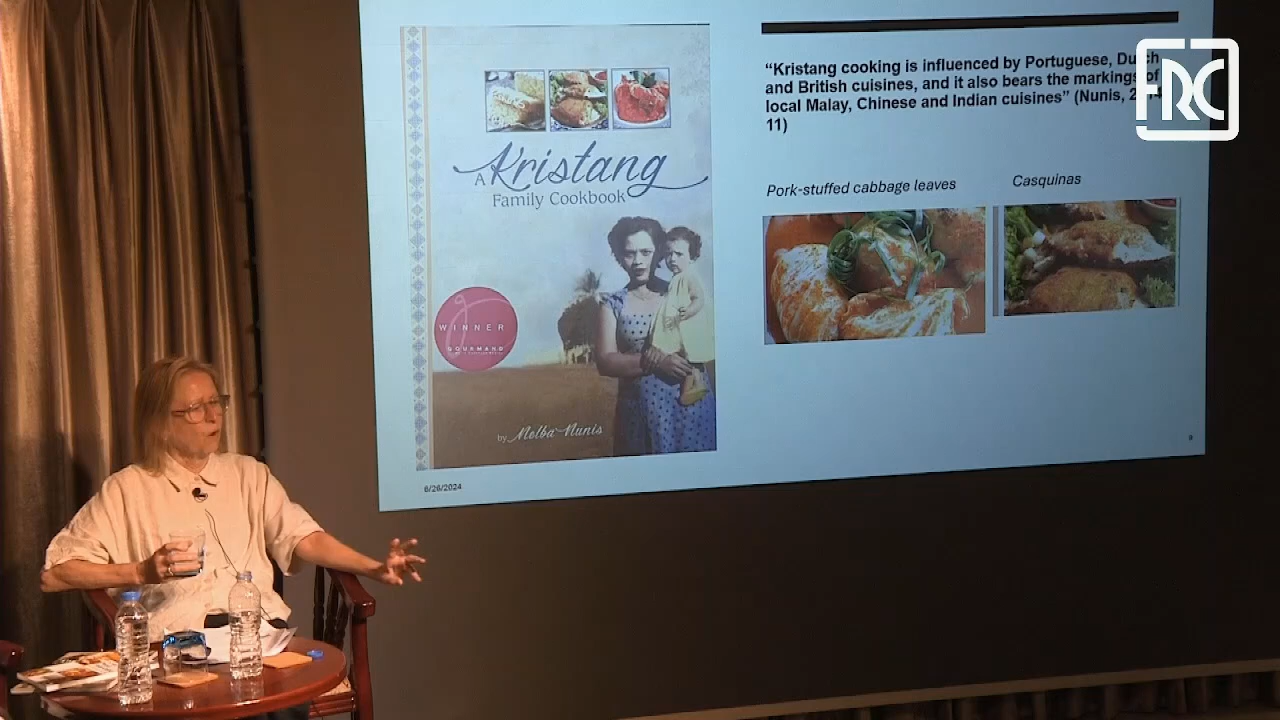 A Kristang
Family Cookbook
WINNER
GOURMAND
by Melba Nunis
6/26/2024
“Kristang cooking is influenced by Portuguese, Dutch
and British cuisines, and it also bears the markings of
local Malay, Chinese and Indian cuisines” (Nunis,
11)
Pork-stuffed cabbage leaves
Casquinas
9
FRC